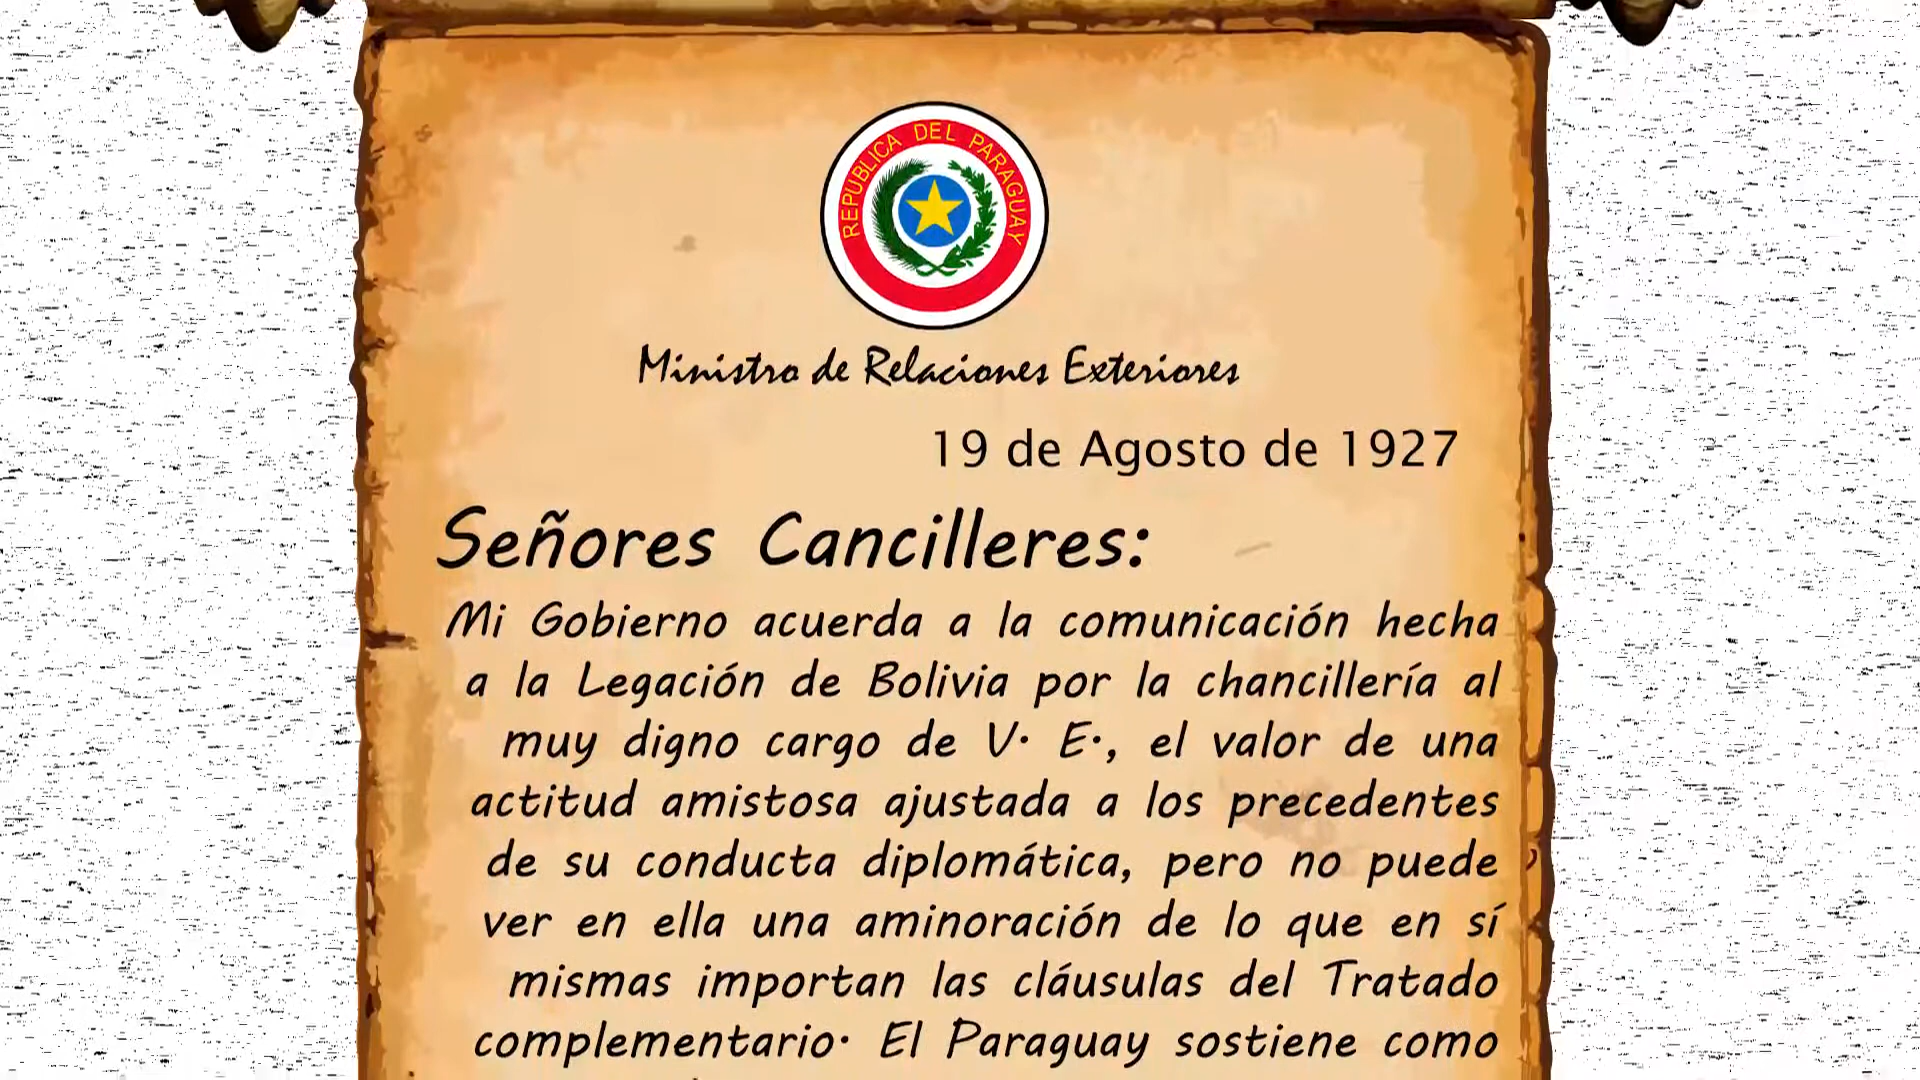 REPUBLICA DEL PARAGUAY
Ministro de Relaciones Exteriores
19 de Agosto de 1927
Señores Cancilleres:
Mi Gobierno acuerda a la comunicación hecha
a la Legación de Bolivia por la chancillería al
muy digno cargo de V· E·, el valor de una
actitud amistosa ajustada a los precedentes
de su conducta diplomática, pero no puede
ver en ella una aminoración de lo que en sí
mismas importan las cláusulas del Tratado
complementario· El Paraguay sostiene como